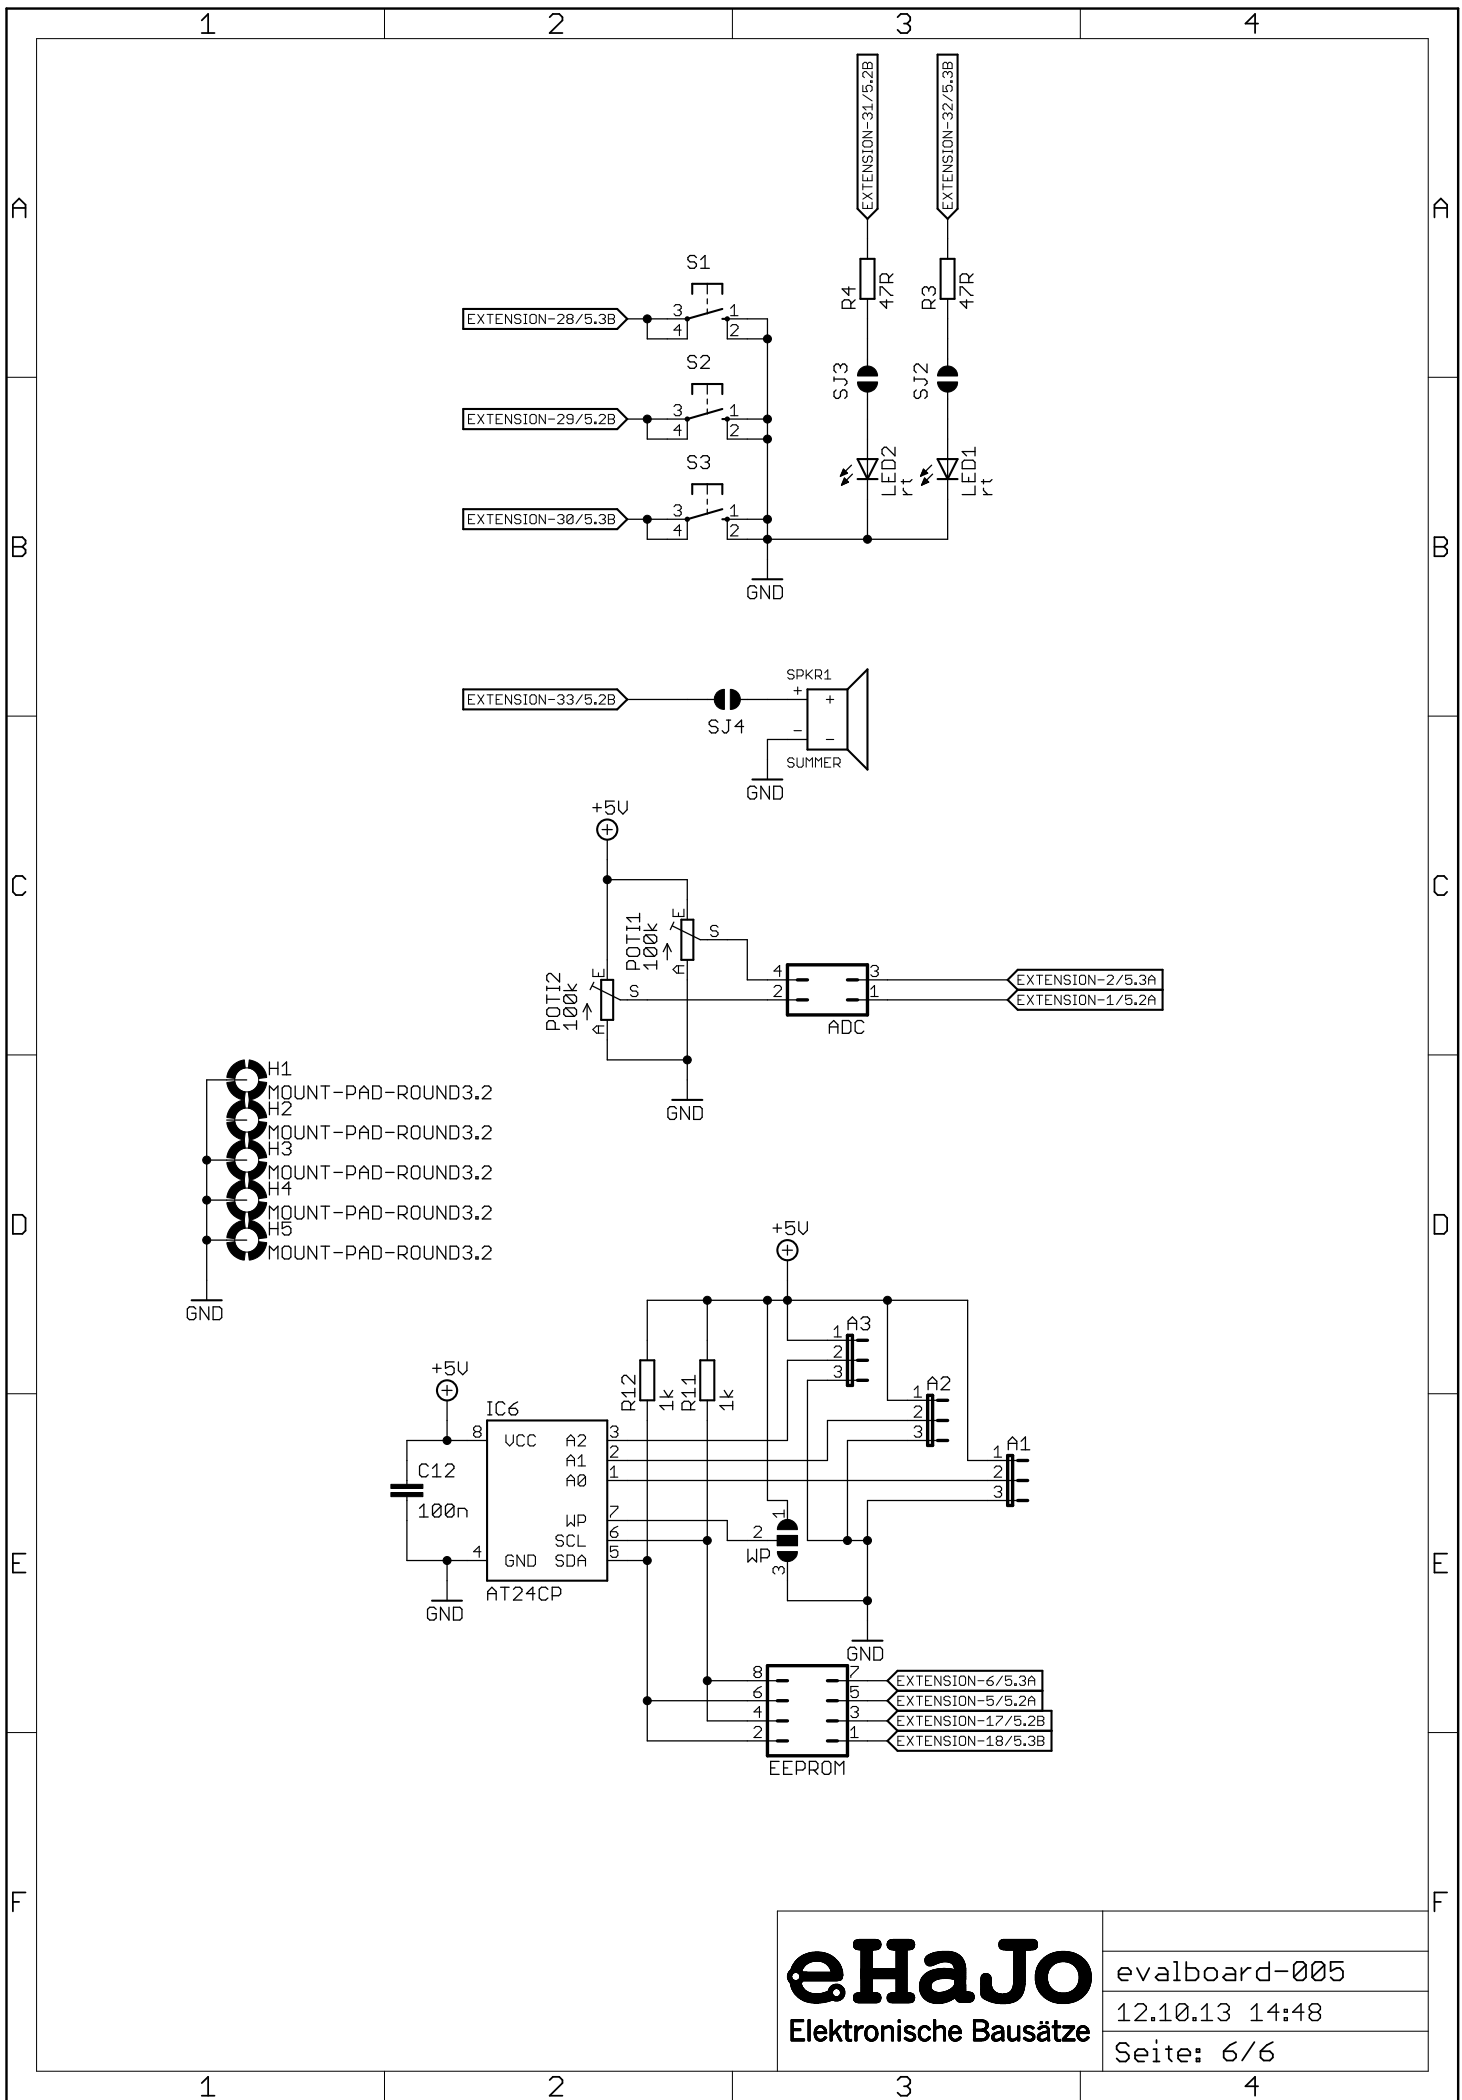 1 2 3 4
A A
EXTENSION-31/5.2B
EXTENSION-32/5.3B
R4
47R
R3
47R
S1
EXTENSION-28/5.3B
3 1
4 2
S2
EXTENSION-29/5.2B
3 1
4 2
SJ3
SJ2
S3
EXTENSION-30/5.3B
3 1
4 2
LED2
rt
LED1
rt
B B
GND
SPKR1
EXTENSION-33/5.2B
+ +
SJ4
- -
SUMMER
GND
+5V
C C
POTI1
100k
E
S
A
POTI2
100k
E
S
A
4 3
2 1
ADC
EXTENSION-2/5.3A
EXTENSION-1/5.2A
GND
H1
MOUNT-PAD-ROUND3.2
H2
MOUNT-PAD-ROUND3.2
H3
MOUNT-PAD-ROUND3.2
H4
MOUNT-PAD-ROUND3.2
H5
MOUNT-PAD-ROUND3.2
GND
D D
+5V
A3
1
2
3
A2
1
2
3
A1
1
2
3
R12
1k
R11
1k
+5V
IC6
8 VCC A2 3
A1 2
A0 1
C12
100n
WP 7
SCL 6
4 GND SDA 5
AT24CP
GND
1
2
WP
3
GND
E E
8 7
6 5
4 3
2 1
EEPROM
EXTENSION-6/5.3A
EXTENSION-5/5.2A
EXTENSION-17/5.2B
EXTENSION-18/5.3B
F F
eHaJo
Elektronische Bausätze
evalboard-005
12.10.13 14:48
Seite: 6/6
1 2 3 4